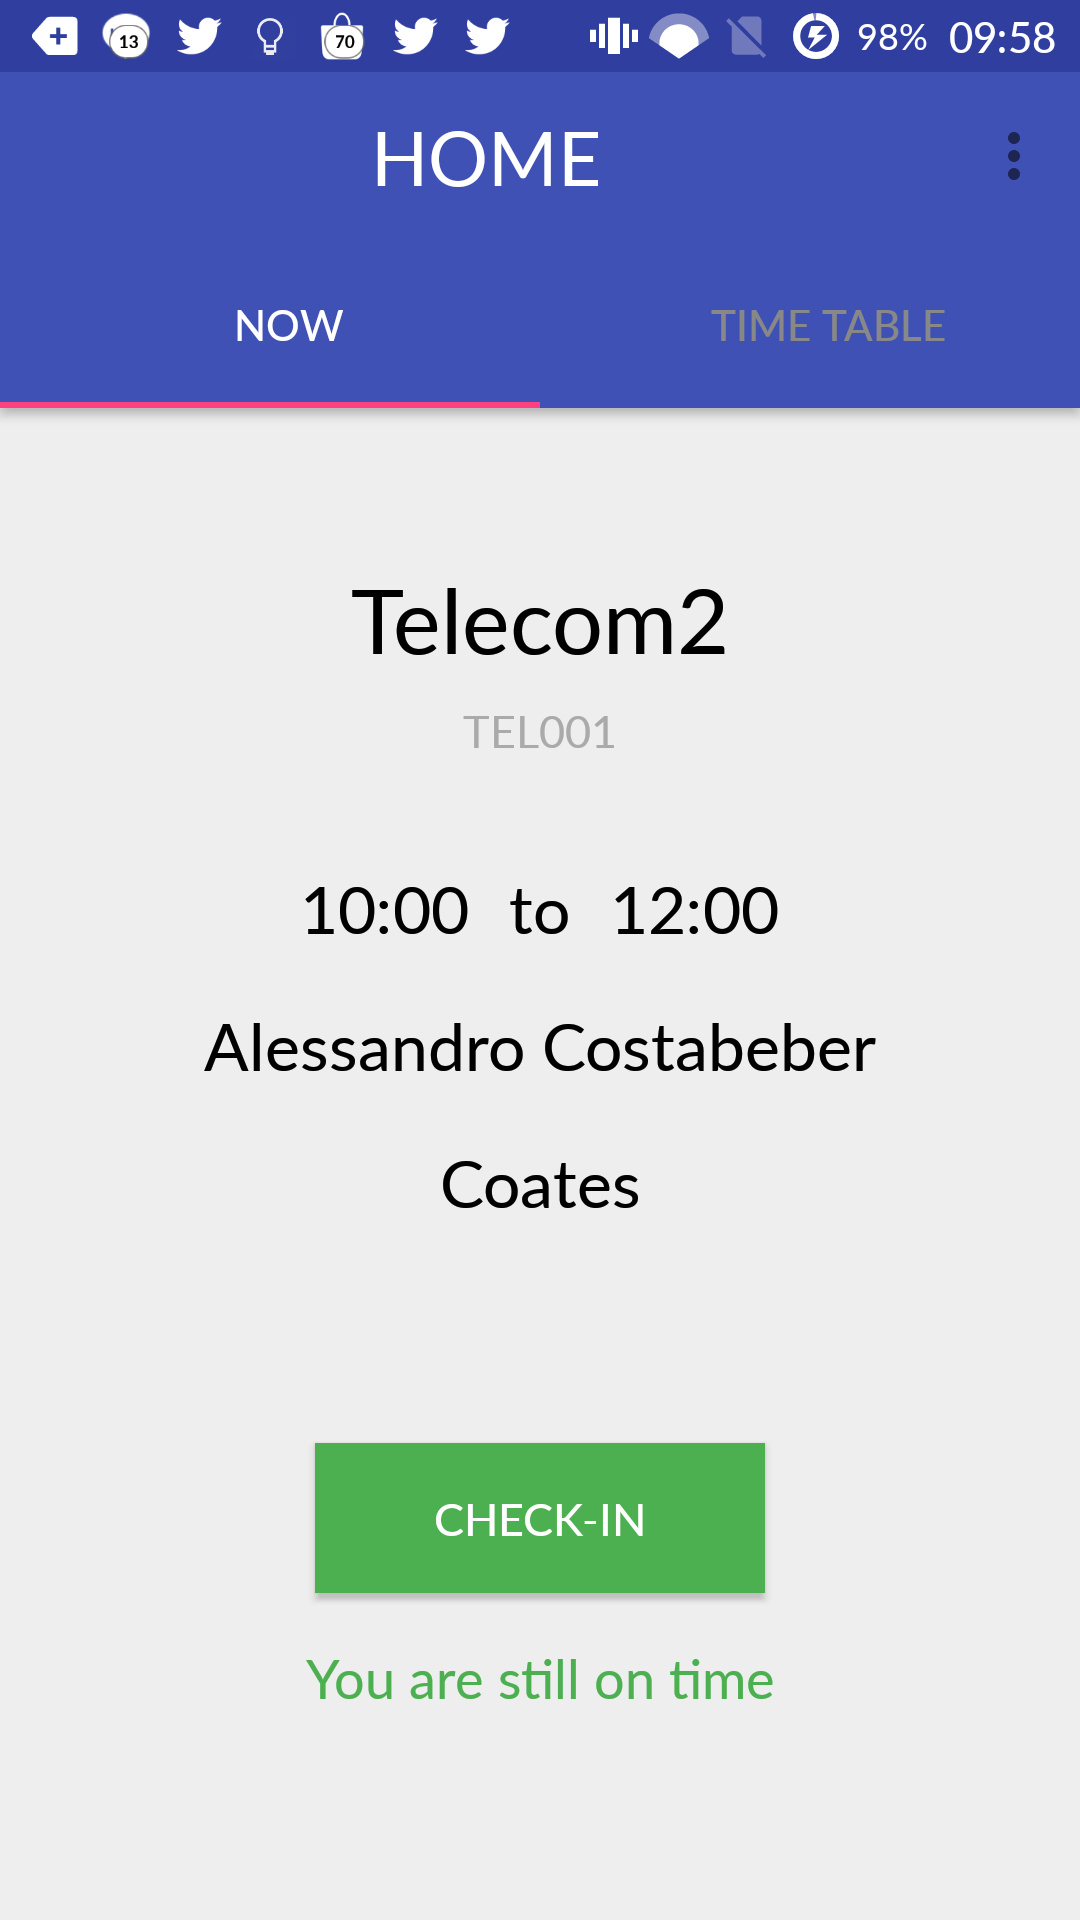 13 70 98% 09:58
HOME
NOW TIME TABLE
Telecom2
TEL001
10:00 to 12:00
Alessandro Costabeber
Coates
CHECK-IN
You are still on time